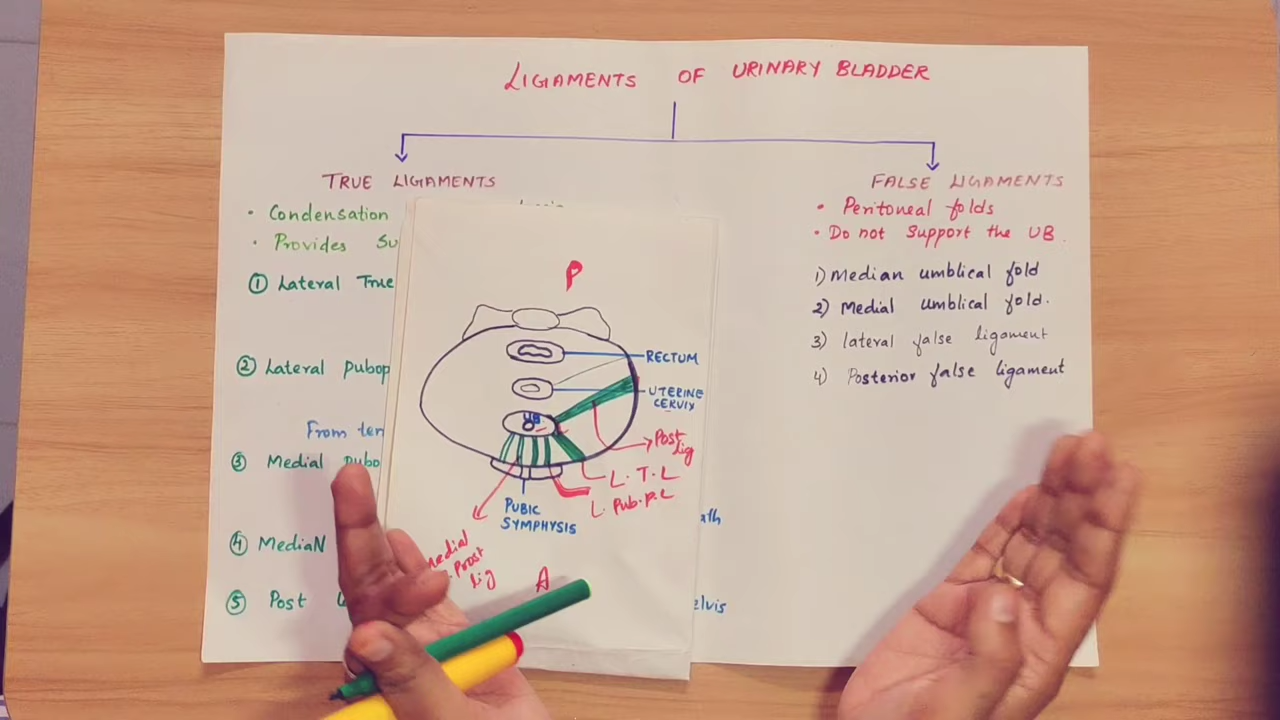 LIGAMENTS OF URINARY BLADDER
TRUE LIGAMENTS
• Condensation
• Provides Su
① Lateral True
② Lateral pubop
From ten
③ Medial pubo
④ MediaN
⑤ Post
elvis
ath
P
RECTUM
UTERINE
CERVIX
UB
Post
lig
L.T.L
L. Pub.p.L
PUBIC
SYMPHYSIS
Medial
Prost
lig
A
FALSE LIGAMENTS
• Peritoneal folds
• Do not support the UB.
1) Median umblical fold
2) Medial umblical fold.
3) lateral false ligament
4) Posterior false ligament